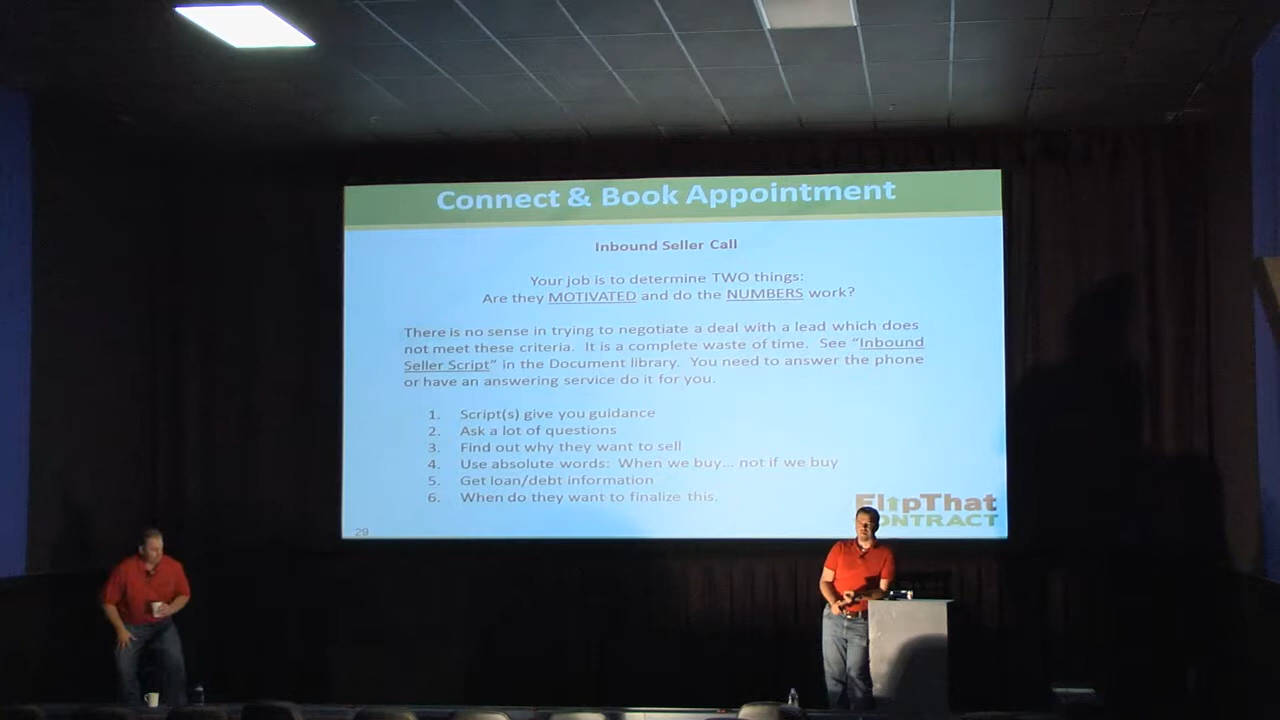 Connect & Book Appointment
Inbound Seller Call
Your job is to determine TWO things:
Are they MOTIVATED and do the NUMBERS work?
There is no sense in trying to negotiate a deal with a lead which does
not meet these criteria. It is a complete waste of time. See “Inbound
Seller Script” in the Document library. You need to answer the phone
or have an answering service do it for you.
1. Script(s) give you guidance
2. Ask a lot of questions
3. Find out why they want to sell
4. Use absolute words: When we buy... not if we buy
5. Get loan/debt information
6. When do they want to finalize this.
FlipThat
ONTRACT
29